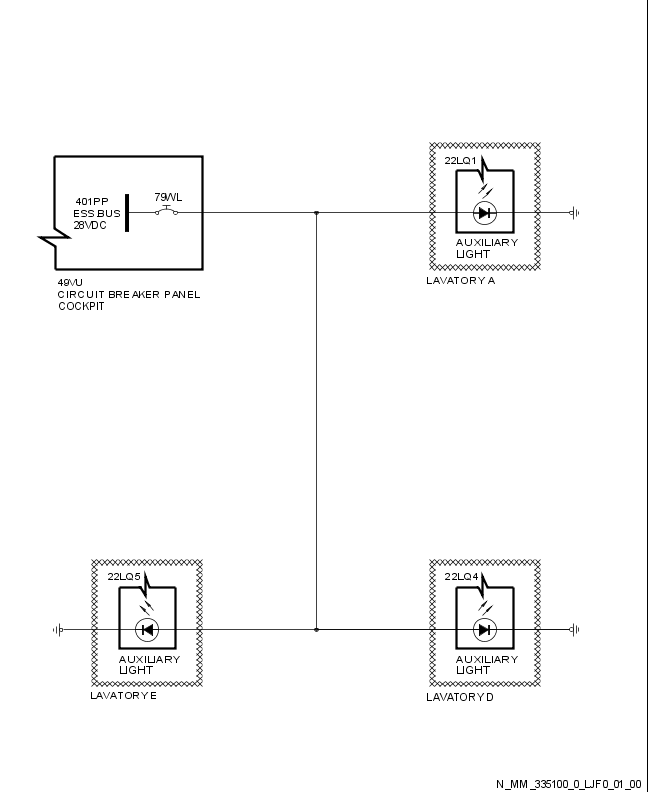 401PP
ESS.BUS
28VDC
79WL
49VU
CIRCUIT BREAKER PANEL
COCKPIT
22LQ1
AUXILIARY
LIGHT
LAVATORY A
22LQ5
AUXILIARY
LIGHT
LAVATORY E
22LQ4
AUXILIARY
LIGHT
LAVATORY D
N_MM_335100_0_LJF0_01_00